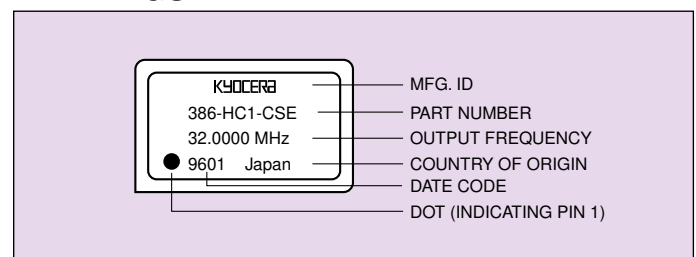 KYOCERA MFG. ID
386-HC1-CSE PART NUMBER
32.0000 MHz OUTPUT FREQUENCY
9601 Japan COUNTRY OF ORIGIN
DATE CODE
DOT (INDICATING PIN 1)